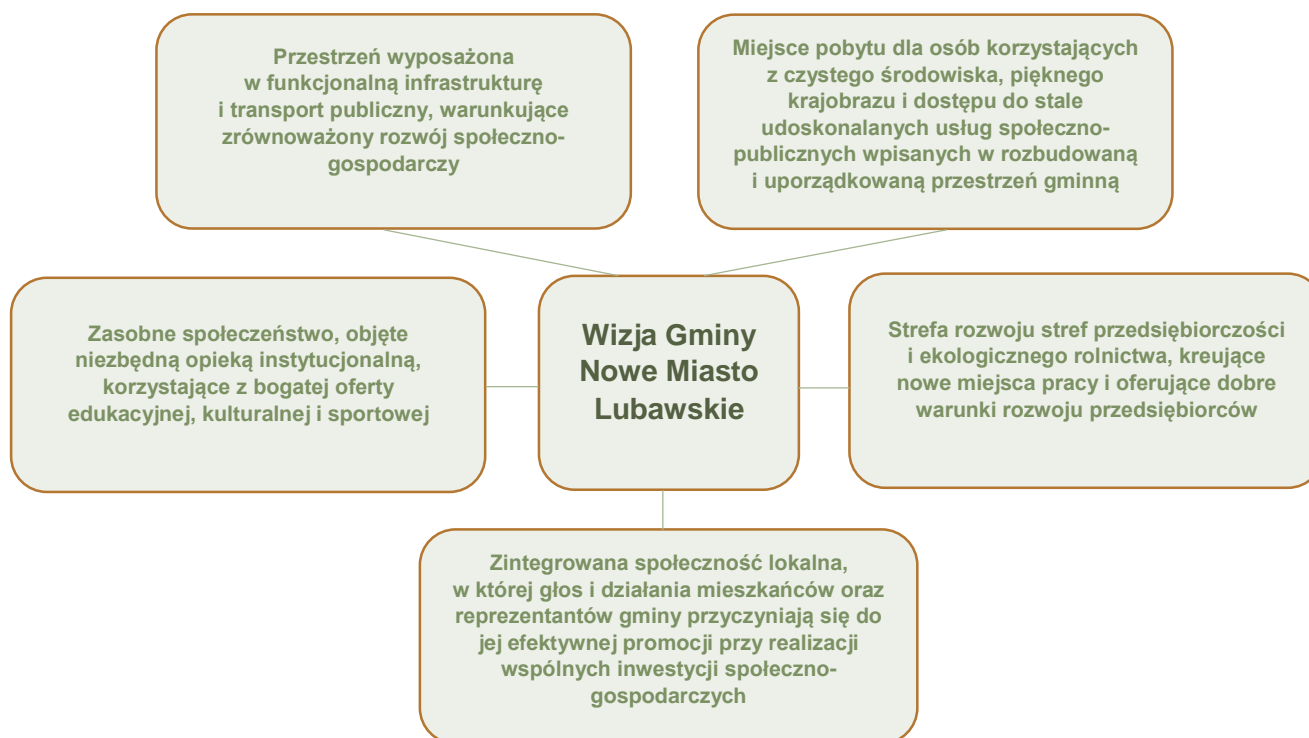 Przestrzeń wyposażona
w funkcjonalną infrastrukturę
i transport publiczny, warunkujące
zrównoważony rozwój społeczno-
gospodarczy
Miejsce pobytu dla osób korzystających
z czystego środowiska, pięknego
krajobrazu i dostępu do stale
udoskonalanych usług społeczno-
publicznych wpisanych w rozbudowaną
i uporządkowaną przestrzeń gminną
Zasobne społeczeństwo, objęte
niezbędną opieką instytucjonalną,
korzystające z bogatej oferty
edukacyjnej, kulturalnej i sportowej
Wizja Gminy
Nowe Miasto
Lubawskie
Strefa rozwoju stref przedsiębiorczości
i ekologicznego rolnictwa, kreujące
nowe miejsca pracy i oferujące dobre
warunki rozwoju przedsiębiorców
Zintegrowana społeczność lokalna,
w której głos i działania mieszkańców oraz
reprezentantów gminy przyczyniają się do
jej efektywnej promocji przy realizacji
wspólnych inwestycji społeczno-
gospodarczych